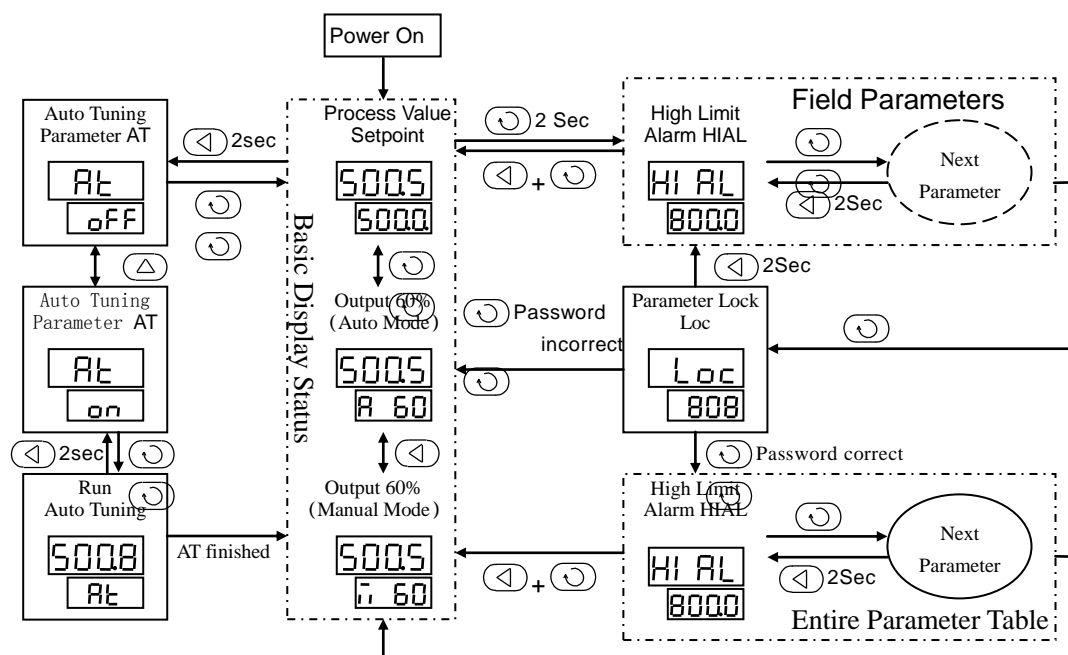 Power On
Auto Tuning
Parameter AT
At
oFF
2sec
Auto Tuning
Parameter AT
At
on
2sec
Run
Auto Tuning
500.8
At
AT finished
Basic Display Status
Process Value
Setpoint
500.5
500.0
Output 60%
(Auto Mode)
500.5
A 60
Output 60%
(Manual Mode)
500.5
60
2 Sec
+
Password
incorrect
+
Field Parameters
High Limit
Alarm HIAL
HIAL
800.0
2Sec
Next
Parameter
2Sec
Parameter Lock
Loc
Loc
808
Password correct
High Limit
Alarm HIAL
HIAL
800.0
2Sec
Next
Parameter
Entire Parameter Table